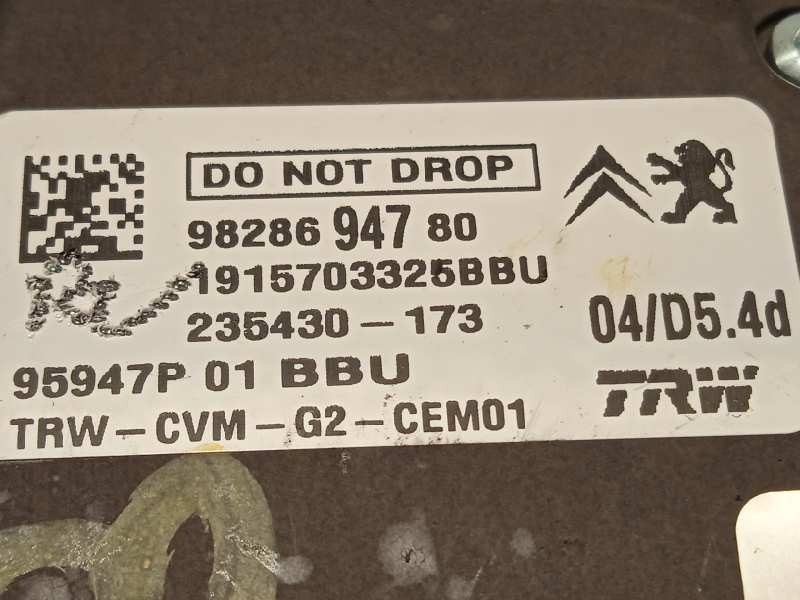 DO NOT DROP
98286 947 80
1915703325BBU
235430-173
04/D5.4d
95947P 01 BBU
TRW
TRW-CVM-G2-CEM01